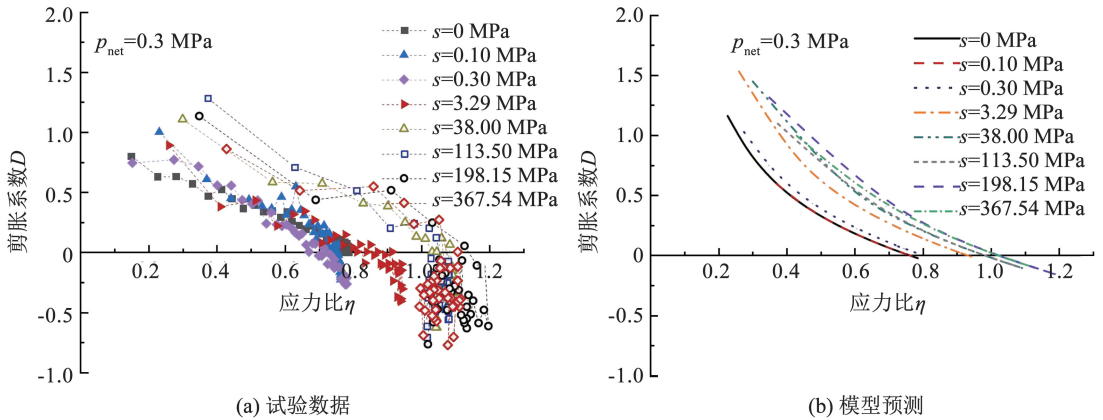 2.0
1.5
1.0
0.5
0
-0.5
-1.0
剪胀系数D
pnet=0.3 MPa
s=0 MPa
s=0.10 MPa
s=0.30 MPa
s=3.29 MPa
s=38.00 MPa
s=113.50 MPa
s=198.15 MPa
s=367.54 MPa
0.2 0.4 0.6 0.8 1.0 1.2
应力比η
(a) 试验数据
2.0
1.5
1.0
0.5
0
-0.5
-1.0
剪胀系数D
pnet=0.3 MPa
s=0 MPa
s=0.10 MPa
s=0.30 MPa
s=3.29 MPa
s=38.00 MPa
s=113.50 MPa
s=198.15 MPa
s=367.54 MPa
0.2 0.4 0.6 0.8 1.0 1.2
应力比η
(b) 模型预测